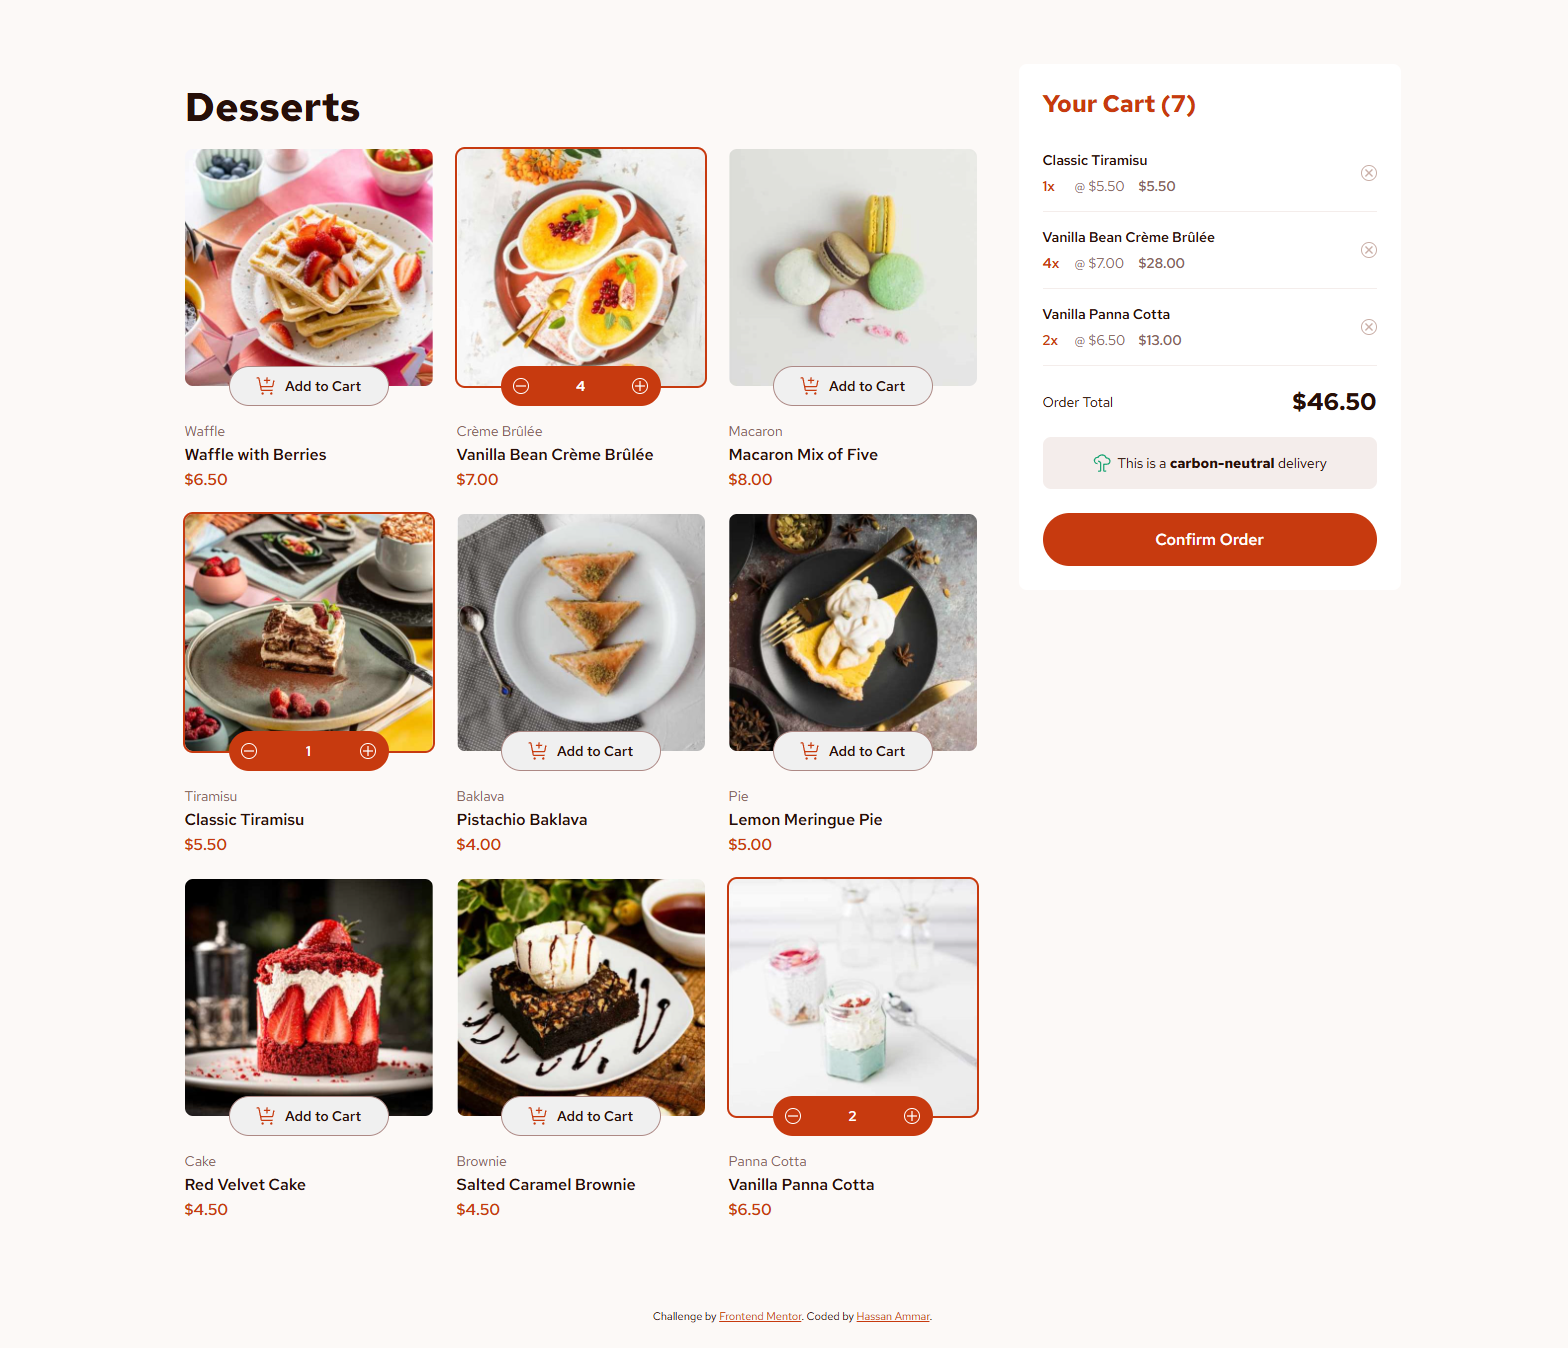 Desserts
Add to Cart
4
Add to Cart
Waffle
Waffle with Berries
$6.50
Crème Brûlée
Vanilla Bean Crème Brûlée
$7.00
Macaron
Macaron Mix of Five
$8.00
1
Add to Cart
Add to Cart
Tiramisu
Classic Tiramisu
$5.50
Baklava
Pistachio Baklava
$4.00
Pie
Lemon Meringue Pie
$5.00
Add to Cart
Add to Cart
2
Cake
Red Velvet Cake
$4.50
Brownie
Salted Caramel Brownie
$4.50
Panna Cotta
Vanilla Panna Cotta
$6.50
Your Cart (7)
Classic Tiramisu
1x @ $5.50 $5.50
Vanilla Bean Crème Brûlée
4x @ $7.00 $28.00
Vanilla Panna Cotta
2x @ $6.50 $13.00
Order Total $46.50
This is a carbon-neutral delivery
Confirm Order
Challenge by Frontend Mentor. Coded by Hassan Ammar.